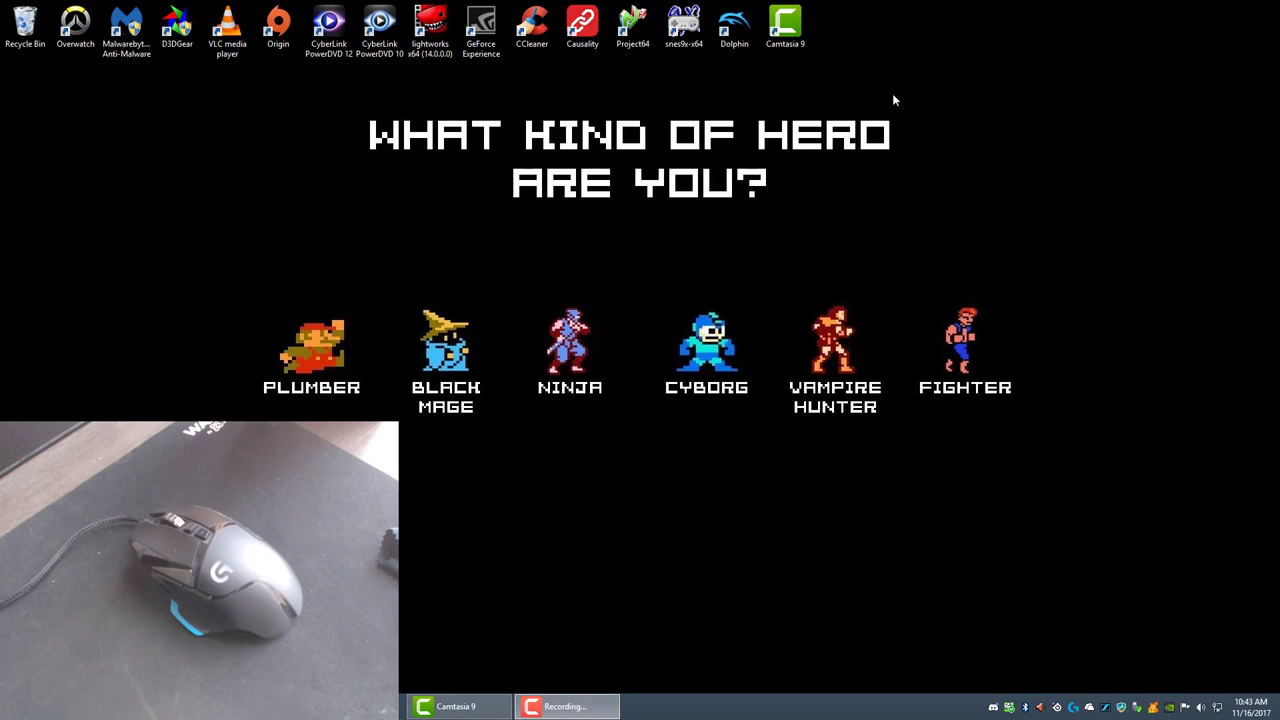 Recycle Bin
Overwatch
Malwarebyt...
Anti-Malware
D3DGear
VLC media
player
Origin
CyberLink
PowerDVD 12
CyberLink
PowerDVD 10
lightworks
x64 (14.0.0.0)
GeForce
Experience
CCleaner
Causality
Project64
snes9x-x64
Dolphin
Camtasia 9
WHAT KIND OF HERO
ARE YOU?
PLUMBER
BLACK
MAGE
NINJA
CYBORG
VAMPIRE
HUNTER
FIGHTER
Camtasia 9
Recording...
10:43 AM
11/16/2017